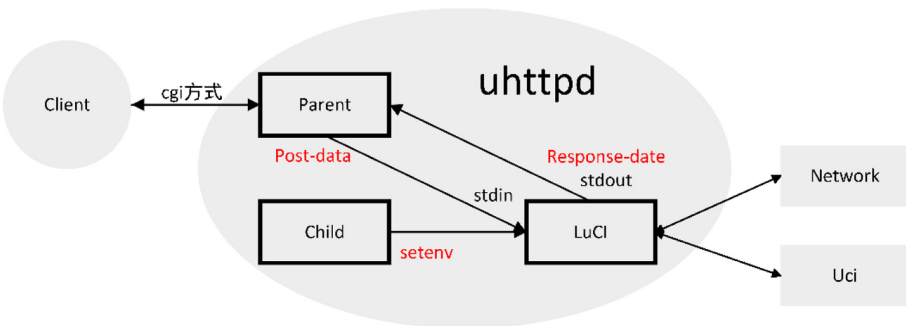 uhttpd
Client
cgi方式
Parent
Post-data
Response-date
stdin
stdout
Network
Child
setenv
LuCI
Uci